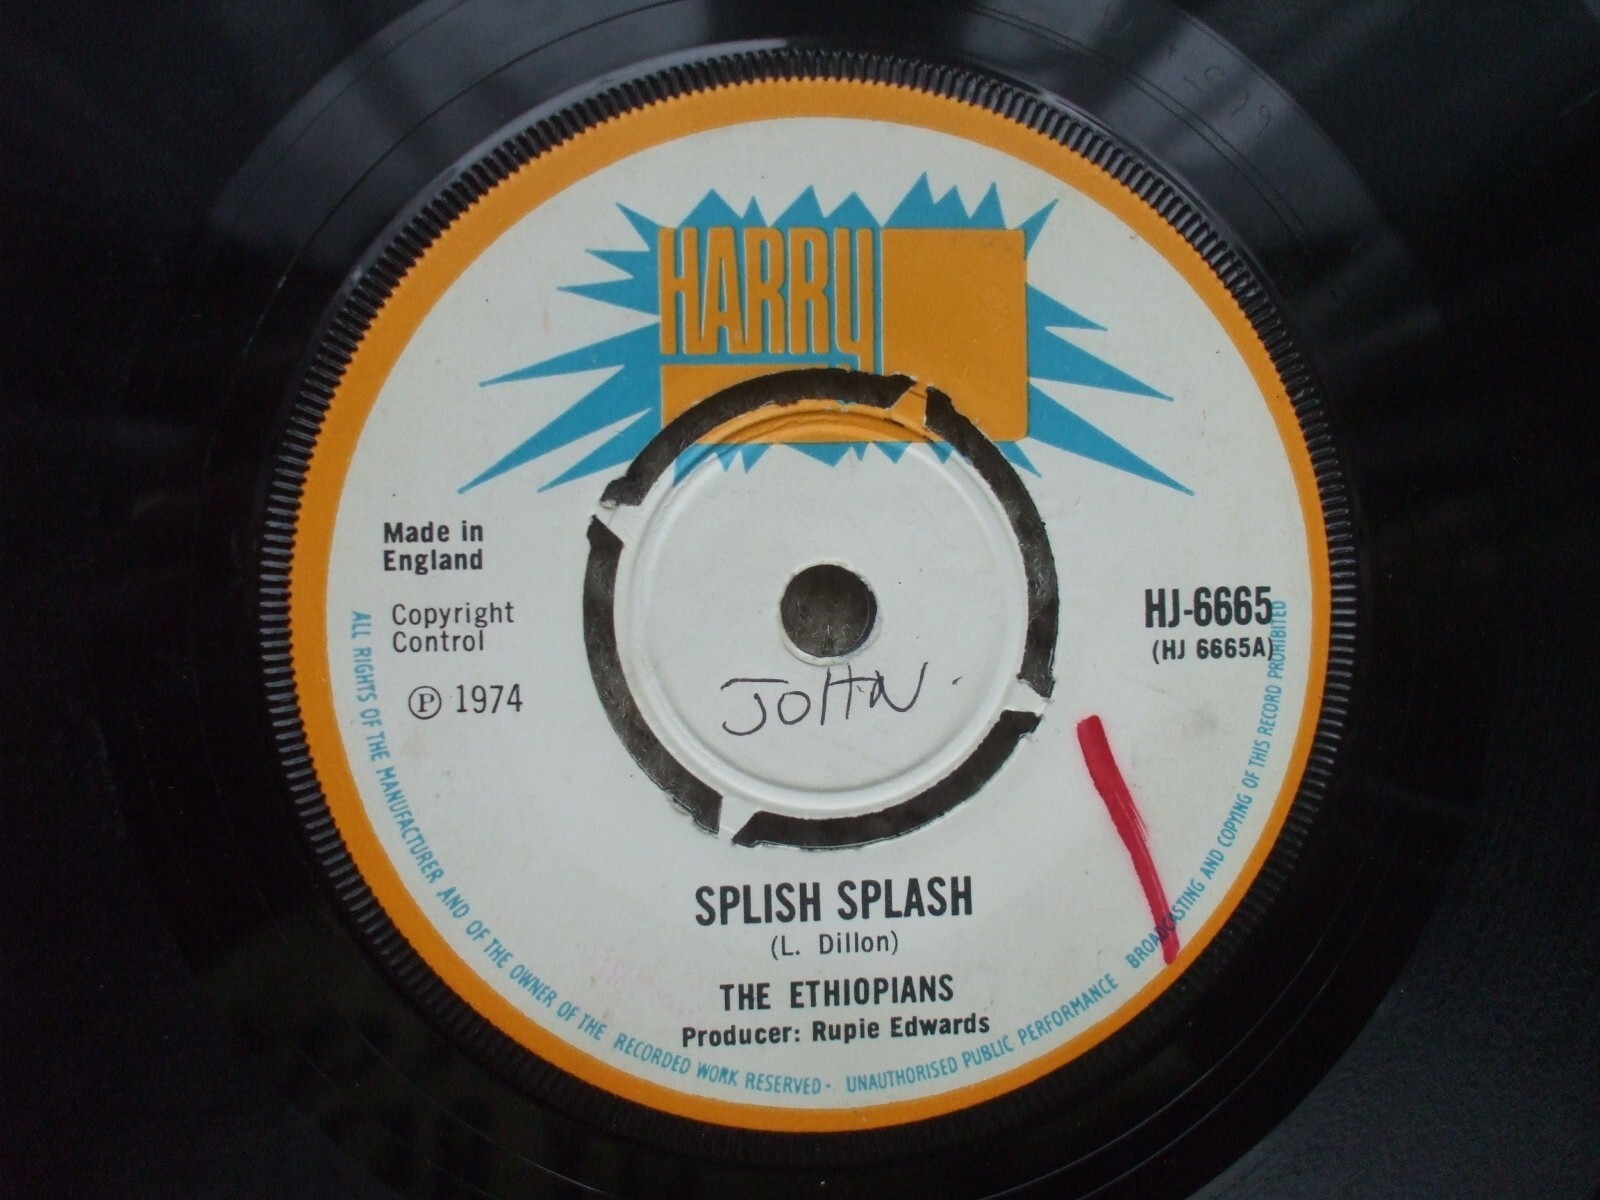 HARRY
Made in
England
Copyright
Control
Ⓟ 1974
HJ-6665
(HJ 6665A)
JOHN.
SPLISH SPLASH
(L. Dillon)
THE ETHIOPIANS
Producer: Rupie Edwards
ALL RIGHTS OF THE MANUFACTURER AND OF THE OWNER OF THE RECORDED WORK RESERVED · UNAUTHORISED PUBLIC PERFORMANCE BROADCASTING AND COPYING OF THIS RECORD PROHIBITED